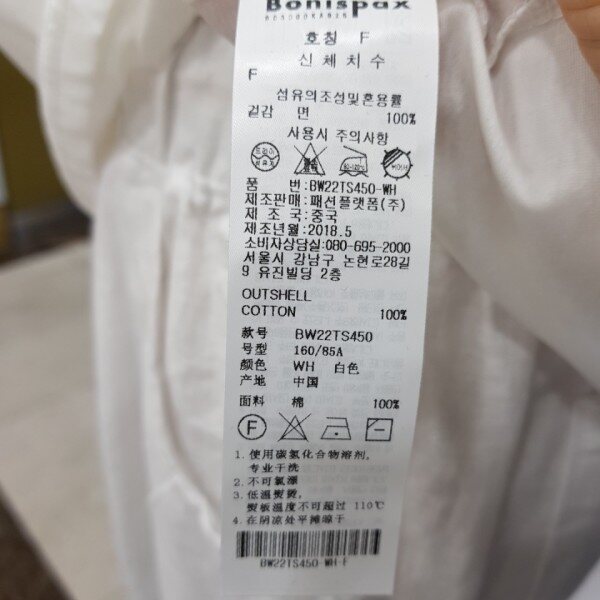 Bonispax
호칭 F
신체치수
F
섬유의조성및혼용률
겉감 면 100%
사용시 주의사항
드라이
품 번:BW22TS450-WH
제조판매:패션플랫폼(주)
제 조 국:중국
제조년월:2018.5
소비자상담실:080-695-2000
서울시 강남구 논현로28길
9 유진빌딩 2층
OUTSHELL
COTTON 100%
款号 BW22TS450
号型 160/85A
颜色 WH 白色
产地 中国
面料 棉 100%
F
1.使用碳氢化合物溶剂,
专业干洗
2.不可氯漂
3.低温熨烫,
熨板温度不可超过 110℃
4.在阴凉处平摊晾干
BW22TS450-WH-F